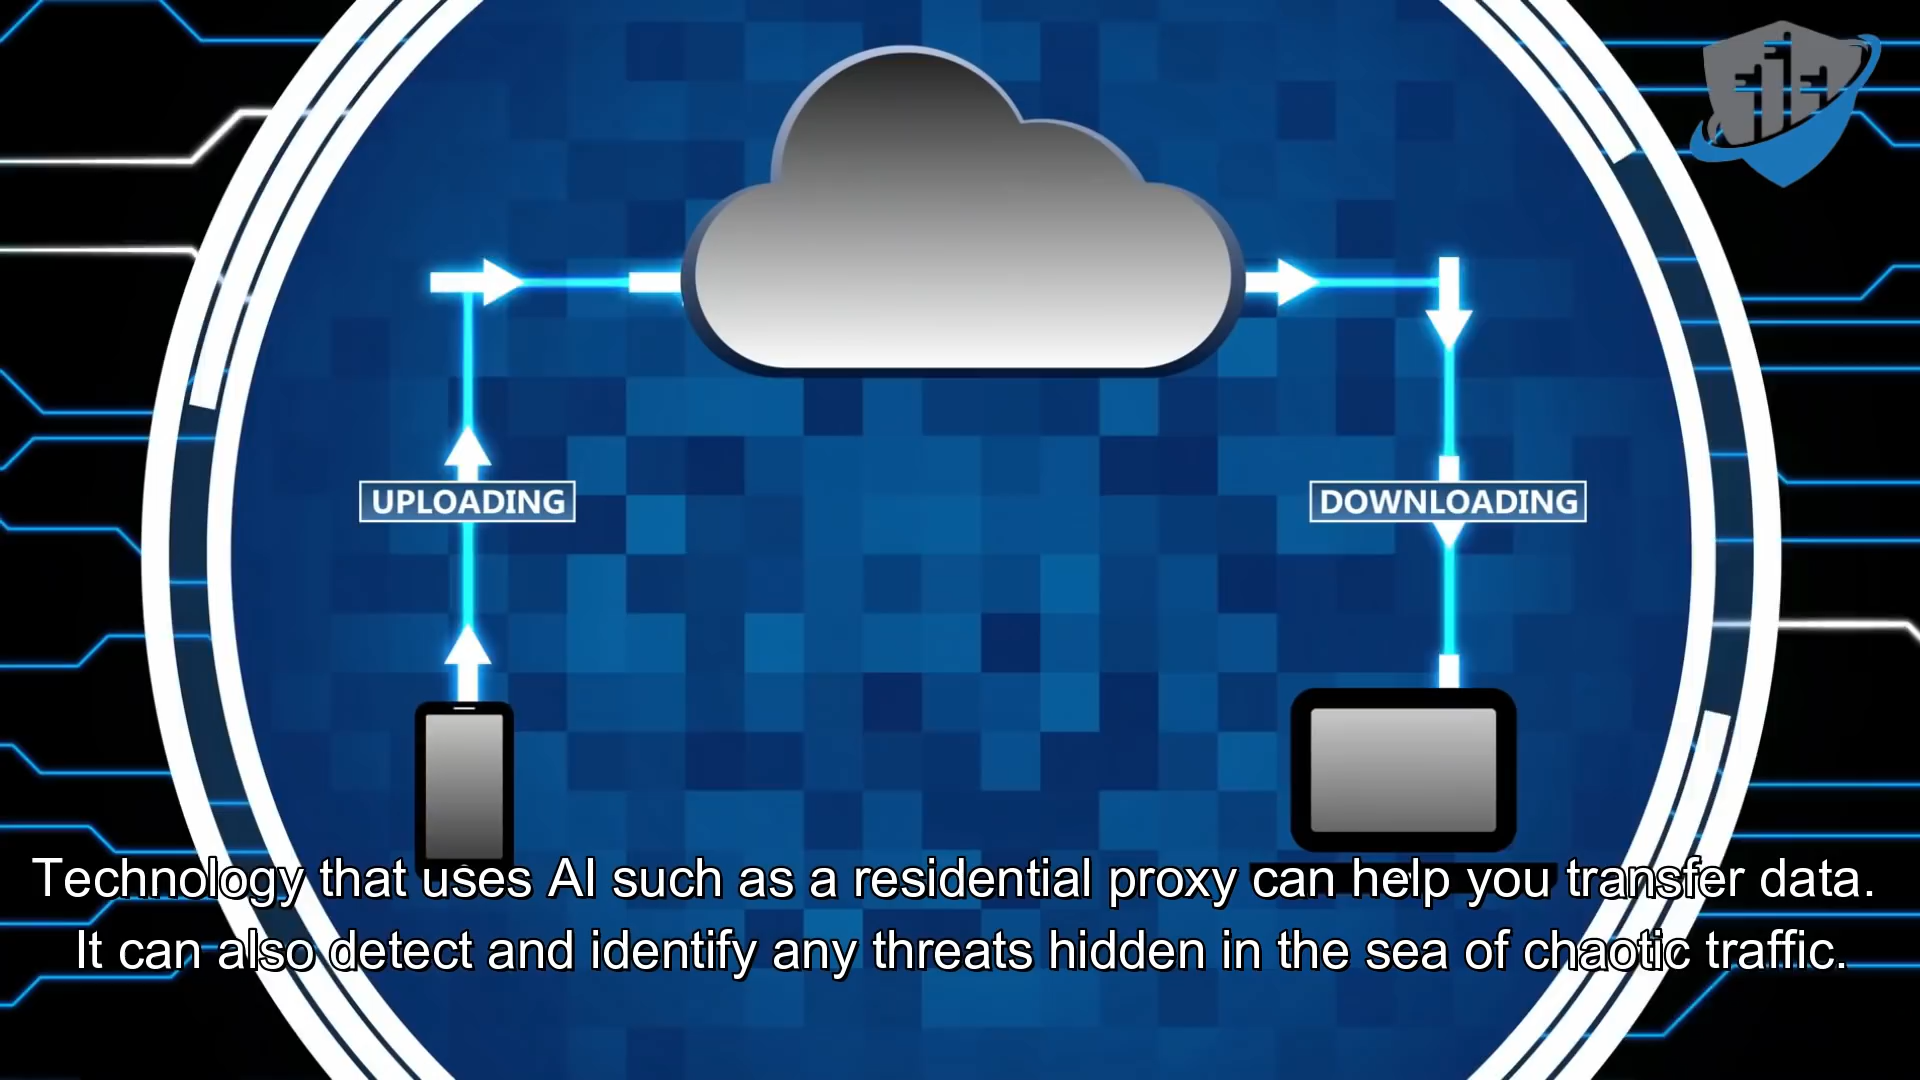 UPLOADING
DOWNLOADING
Technology that uses AI such as a residential proxy can help you transfer data.
It can also detect and identify any threats hidden in the sea of chaotic traffic.